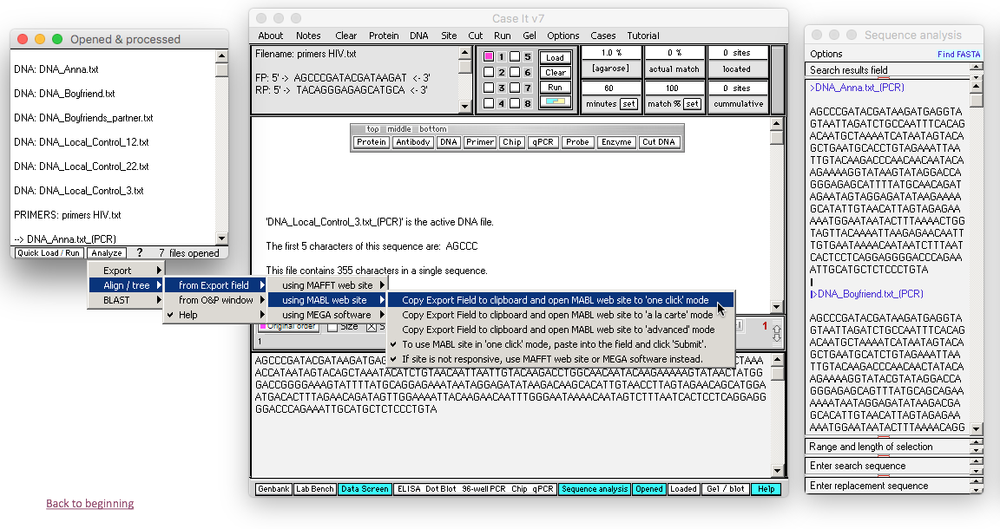 Opened & processed
DNA: DNA_Anna.txt
DNA: DNA_Boyfriend.txt
DNA: DNA_Boyfriends_partner.txt
DNA: DNA_Local_Control_12.txt
DNA: DNA_Local_Control_22.txt
DNA: DNA_Local_Control_3.txt
PRIMERS: primers HIV.txt
--> DNA_Anna.txt_(PCR)
Quick Load / Run Analyze ? 7 files opened
Export
Align / tree
BLAST
from Export field
from O&P window
✓ Help
using MAFFT web site
using MABL web site
using MEGA software
Copy Export Field to clipboard and open MABL web site to 'one click' mode
Copy Export Field to clipboard and open MABL web site to 'a la carte' mode
Copy Export Field to clipboard and open MABL web site to 'advanced' mode
✓ To use MABL site in 'one click' mode, paste into the field and click 'Submit'.
✓ If site is not responsive, use MAFFT web site or MEGA software instead.
Back to beginning
Case It v7
About Notes Clear Protein DNA Site Cut Run Gel Options Cases Tutorial
Filename: primers HIV.txt
FP: 5' -> AGCCCGATACGATAAGAT <- 3'
RP: 5' -> TACAGGGAGAGCATGCA <- 3'
1 5 Load
2 6 Clear
3 7 Run
4 8
1.0 % 0 % 0 sites
[agarose] actual match located
60 100 0 sites
minutes set match % set cummulative
top middle bottom
Protein Antibody DNA Primer Chip qPCR Probe Enzyme Cut DNA
'DNA_Local_Control_3.txt_(PCR)' is the active DNA file.
The first 5 characters of this sequence are: AGCCC
This file contains 355 characters in a single sequence.
Original order Size
1
1
ACCATAATAGTACAGCTAAATACATCTGTAGAAATTAATTGTACAAGACCTGGCAACAATACAAGAAAAAGTATAACTATGG
GACCGGGGAAAGTATTTTATGCAGGAGAAATAATAGGAGATATAAGACAAGCACATTGTAACCTTAGTAGAACAGCATGGA
ATGACACTTTAGAACAGATAGTTGGAAAATTACAAGAACAATTTGGGAATAAAACAATAGTCTTTAATCACTCCTCAGGAGG
GGACCCAGAAATTGCATGCTCTCCCTGTA
Genbank Lab Bench Data Screen ELISA Dot Blot 96-well PCR Chip qPCR Sequence analysis Opened Loaded Gel / blot Help
Sequence analysis
Options Find FASTA
Search results field
>DNA_Anna.txt_(PCR)
AGCCCGATACGATAAGATGAGGTA
GTAATTAGATCTGCCAATTTCACAG
ACAATGCTAAAATCATAATAGTACA
GCTGAATGCACCTGTAGAAATTAA
TTGTACAAGACCCAACAACAATACA
AGAAAAGGTATAAGTATAGGACCA
GGGAGAGCATTTTATGCAACAGAT
AGAATAGTAGGAGATATAAGAAAA
GCATATTGTAACATTAGTAGAGAA
AAATGGAATAATACTTTAAAACTGG
TAGTTACAAAATTAAGAGAACAATT
TGTGAATAAAACAATAATCTTTAAT
CACTCCTCAGGAGGGGACCCAGAA
ATTGCATGCTCTCCCTGTA
>DNA_Boyfriend.txt_(PCR)
AGCCCGATACGATAAGATGAGGTA
GTAATTAGATCTGCCAATTTCACAG
ACAATGCTAAAATCATAATAGTACA
GCTGAATGCATCTGTAGAAATTAA
TTGTACAAGACCCAACAACTATACA
AGAAAAGGTATACGTATAGGACCA
GGGAGAGCAGTTTATGCAGCAGAA
AAAATAATAGGAGATATAAGACGA
GCACATTGTAACATTAGTAGAGAA
AAATGGAATAATACTTTAAAACAGG
Range and length of selection
Enter search sequence
Enter replacement sequence